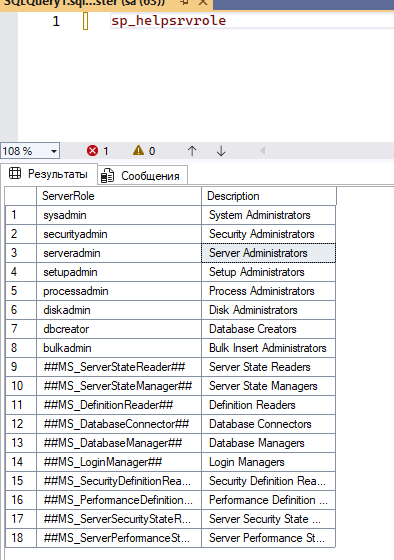 SQLQuery1.sql...ster (sa (63))
1 sp_helpsrvrole
108 % 1 0
Результаты Сообщения
ServerRole Description
1 sysadmin System Administrators
2 securityadmin Security Administrators
3 serveradmin Server Administrators
4 setupadmin Setup Administrators
5 processadmin Process Administrators
6 diskadmin Disk Administrators
7 dbcreator Database Creators
8 bulkadmin Bulk Insert Administrators
9 ##MS_ServerStateReader## Server State Readers
10 ##MS_ServerStateManager## Server State Managers
11 ##MS_DefinitionReader## Definition Readers
12 ##MS_DatabaseConnector## Database Connectors
13 ##MS_DatabaseManager## Database Managers
14 ##MS_LoginManager## Login Managers
15 ##MS_SecurityDefinitionRea... Security Definition Rea...
16 ##MS_PerformanceDefinition... Performance Definition ...
17 ##MS_ServerSecurityStateR... Server Security State ...
18 ##MS_ServerPerformanceSt... Server Performance St...